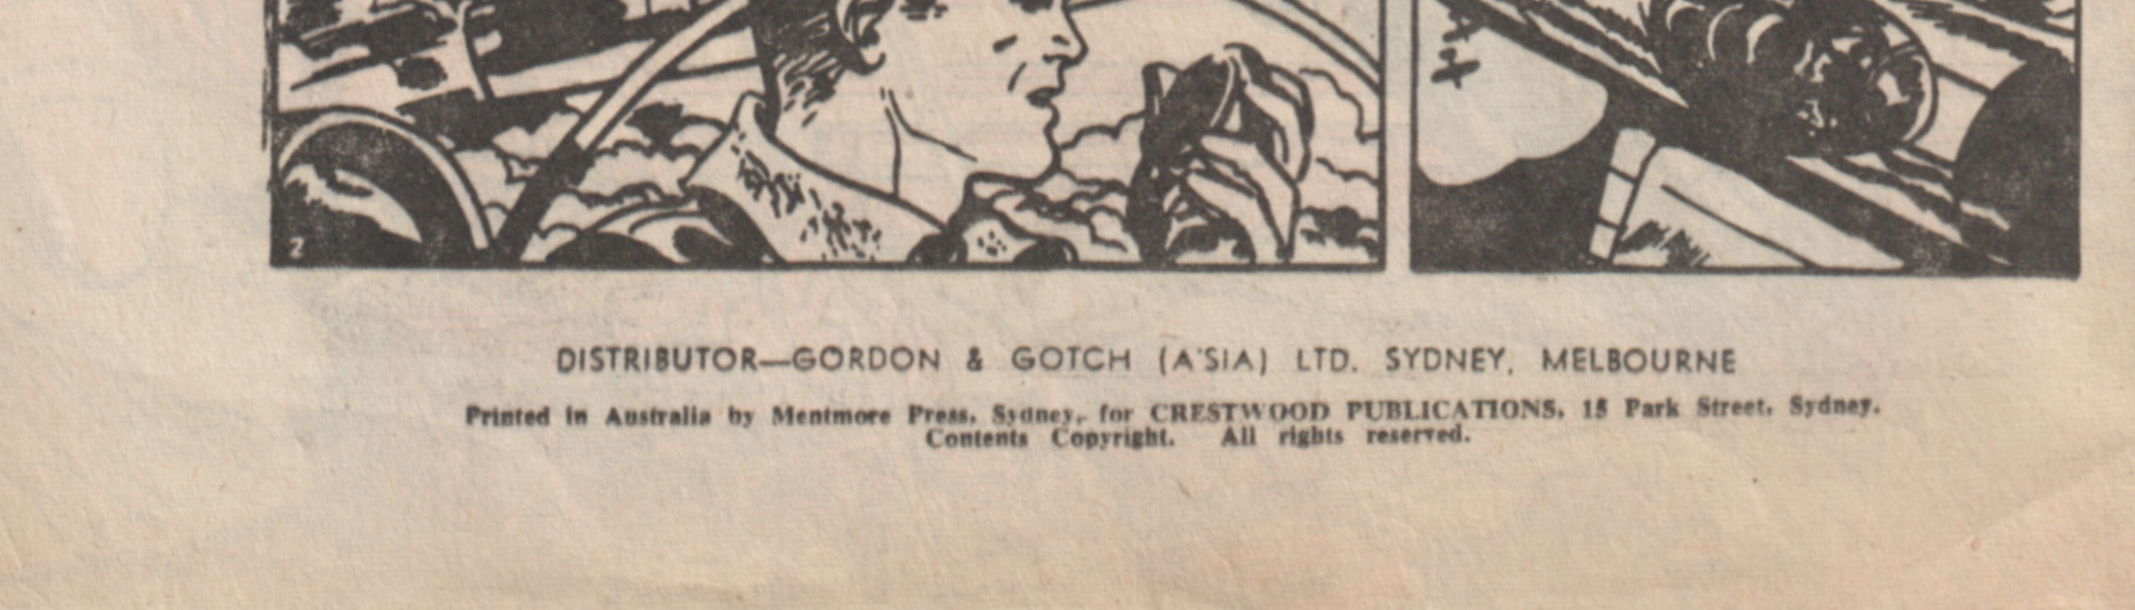 2
DISTRIBUTOR—GORDON & GOTCH (A'SIA) LTD. SYDNEY, MELBOURNE
Printed in Australia by Mentmore Press, Sydney, for CRESTWOOD PUBLICATIONS, 15 Park Street, Sydney.
Contents Copyright. All rights reserved.